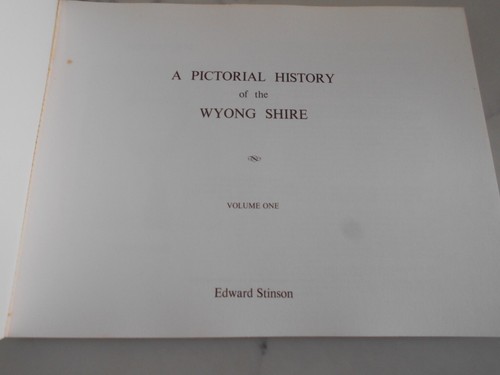 A PICTORIAL HISTORY
of the
WYONG SHIRE
VOLUME ONE
Edward Stinson